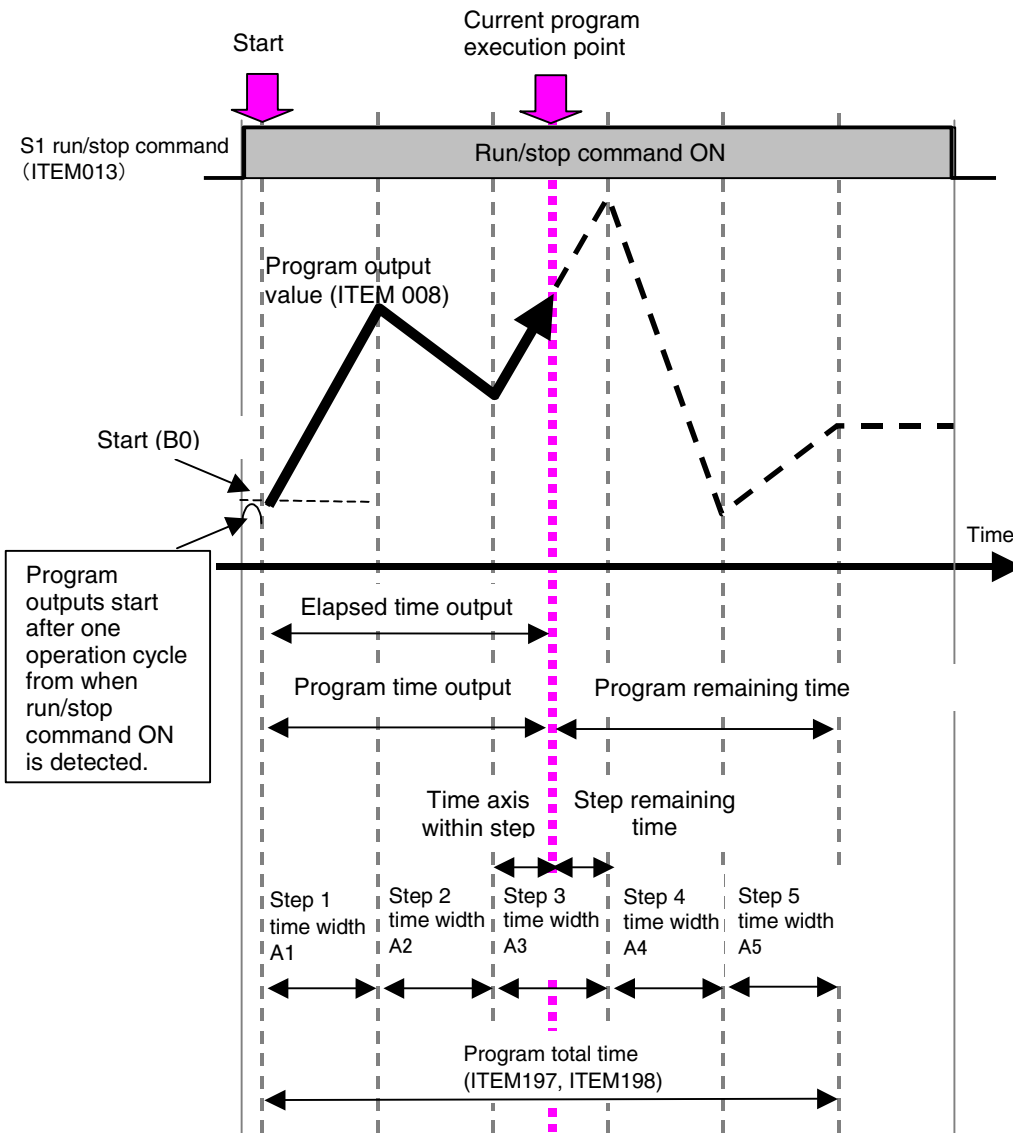 Start
Current program
execution point
S1 run/stop command
（ITEM013）
Run/stop command ON
Program output
value (ITEM 008)
Start (B0)
Time
Program
outputs start
after one
operation cycle
from when
run/stop
command ON
is detected.
Elapsed time output
Program time output
Program remaining time
Time axis
within step
Step remaining
time
Step 1
time width
A1
Step 2
time width
A2
Step 3
time width
A3
Step 4
time width
A4
Step 5
time width
A5
Program total time
(ITEM197, ITEM198)